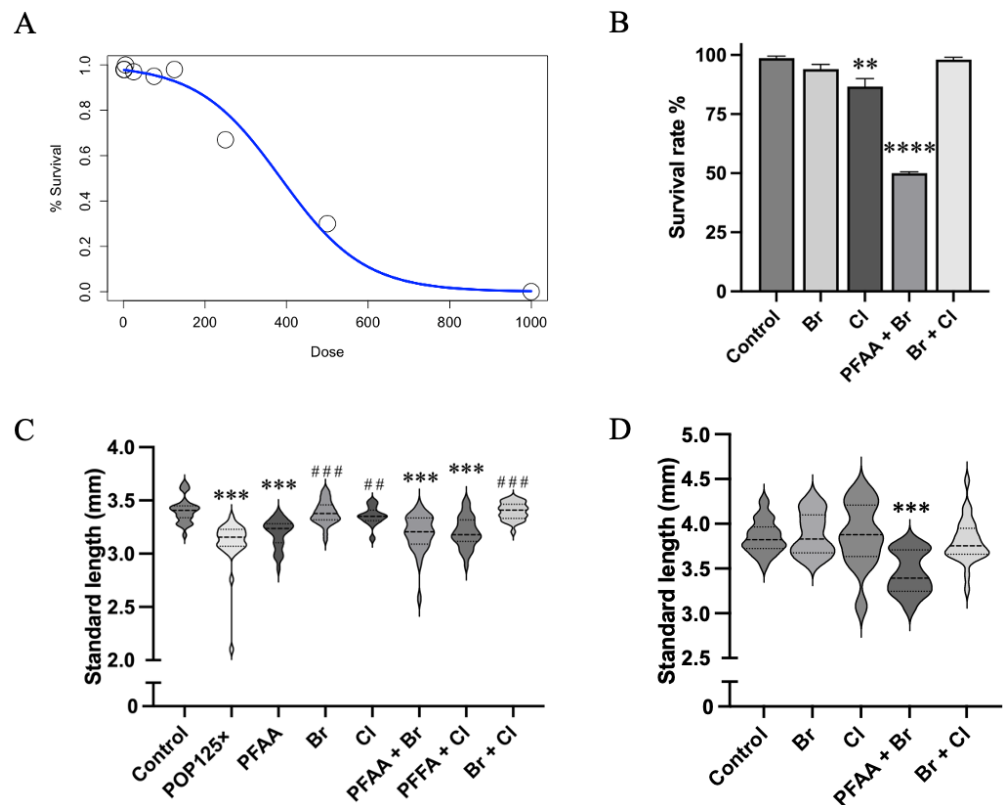 A
% Survival
1.0
0.8
0.6
0.4
0.2
0.0
0 200 400 600 800 1000
Dose
B
Survival rate %
100
75
50
25
0
**
****
Control Br Cl PFAA + Br Br + Cl
C
Standard length (mm)
4.0
3.5
3.0
2.5
2.0
0
*** *** ### ## *** *** ###
Control POP125× PFAA Br Cl PFAA + Br PFFA + Cl Br + Cl
D
Standard length (mm)
5.0
4.5
4.0
3.5
3.0
2.5
0
***
Control Br Cl PFAA + Br Br + Cl